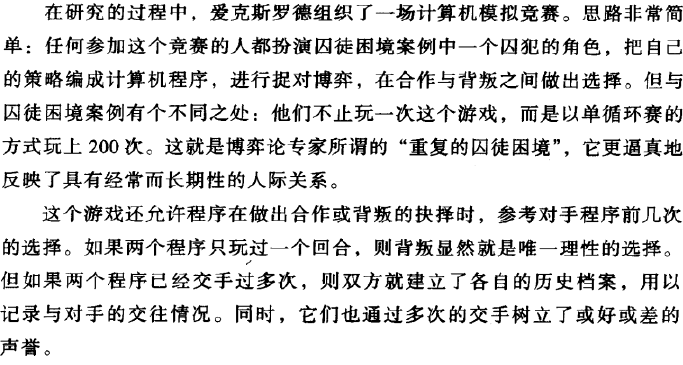 在研究的过程中，爱克斯罗德组织了一场计算机模拟竞赛。思路非常简
单：任何参加这个竞赛的人都扮演囚徒困境案例中一个囚犯的角色，把自己
的策略编成计算机程序，进行捉对博弈，在合作与背叛之间做出选择。但与
囚徒困境案例有个不同之处：他们不止玩一次这个游戏，而是以单循环赛的
方式玩上 200 次。这就是博弈论专家所谓的“重复的囚徒困境”，它更逼真地
反映了具有经常而长期性的人际关系。
这个游戏还允许程序在做出合作或背叛的抉择时，参考对手程序前几次
的选择。如果两个程序只玩过一个回合，则背叛显然就是唯一理性的选择。
但如果两个程序已经交手过多次，则双方就建立了各自的历史档案，用以
记录与对手的交往情况。同时，它们也通过多次的交手树立了或好或差的
声誉。